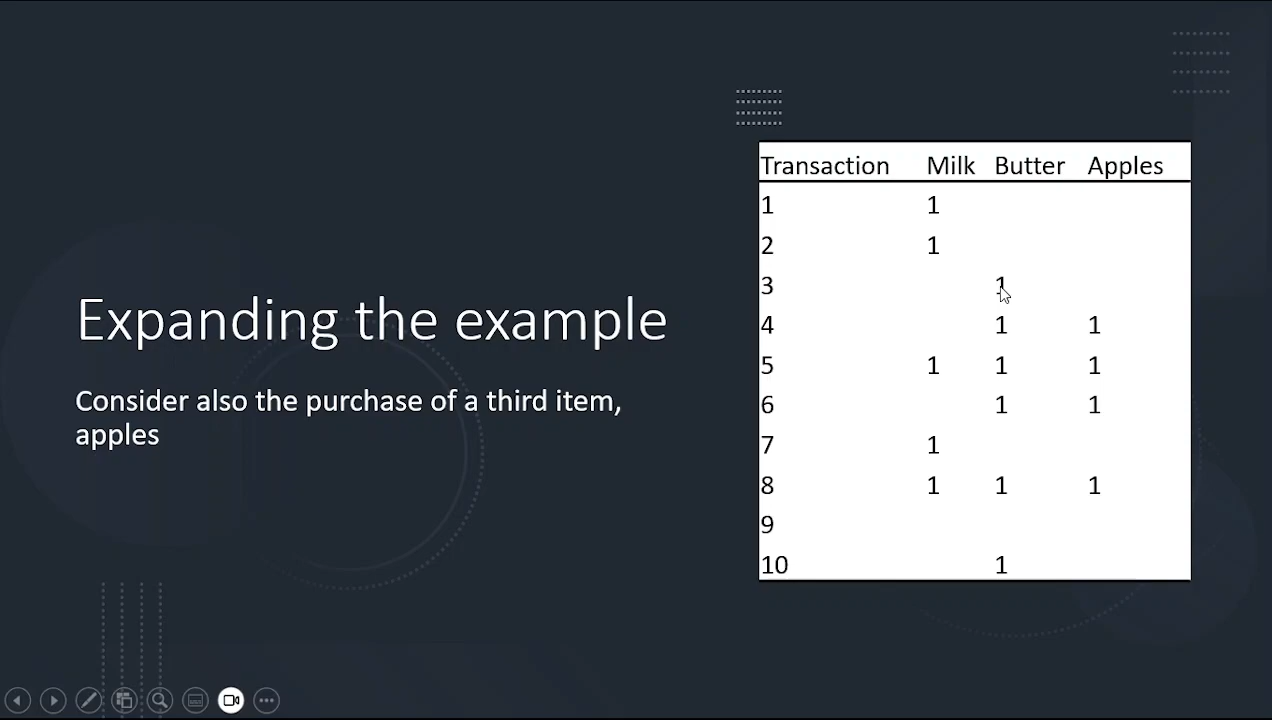 Expanding the example
Consider also the purchase of a third item,
apples
Transaction Milk Butter Apples
1 1
2 1
3 1
4 1 1
5 1 1 1
6 1 1
7 1
8 1 1 1
9
10 1